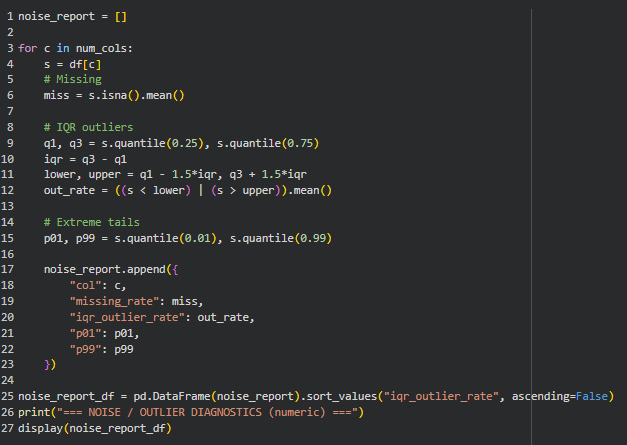 1 noise_report = []
2
3 for c in num_cols:
4     s = df[c]
5     # Missing
6     miss = s.isna().mean()
7
8     # IQR outliers
9     q1, q3 = s.quantile(0.25), s.quantile(0.75)
10     iqr = q3 - q1
11     lower, upper = q1 - 1.5*iqr, q3 + 1.5*iqr
12     out_rate = ((s < lower) | (s > upper)).mean()
13
14     # Extreme tails
15     p01, p99 = s.quantile(0.01), s.quantile(0.99)
16
17     noise_report.append({
18         "col": c,
19         "missing_rate": miss,
20         "iqr_outlier_rate": out_rate,
21         "p01": p01,
22         "p99": p99
23     })
24
25 noise_report_df = pd.DataFrame(noise_report).sort_values("iqr_outlier_rate", ascending=False)
26 print("=== NOISE / OUTLIER DIAGNOSTICS (numeric) ===")
27 display(noise_report_df)